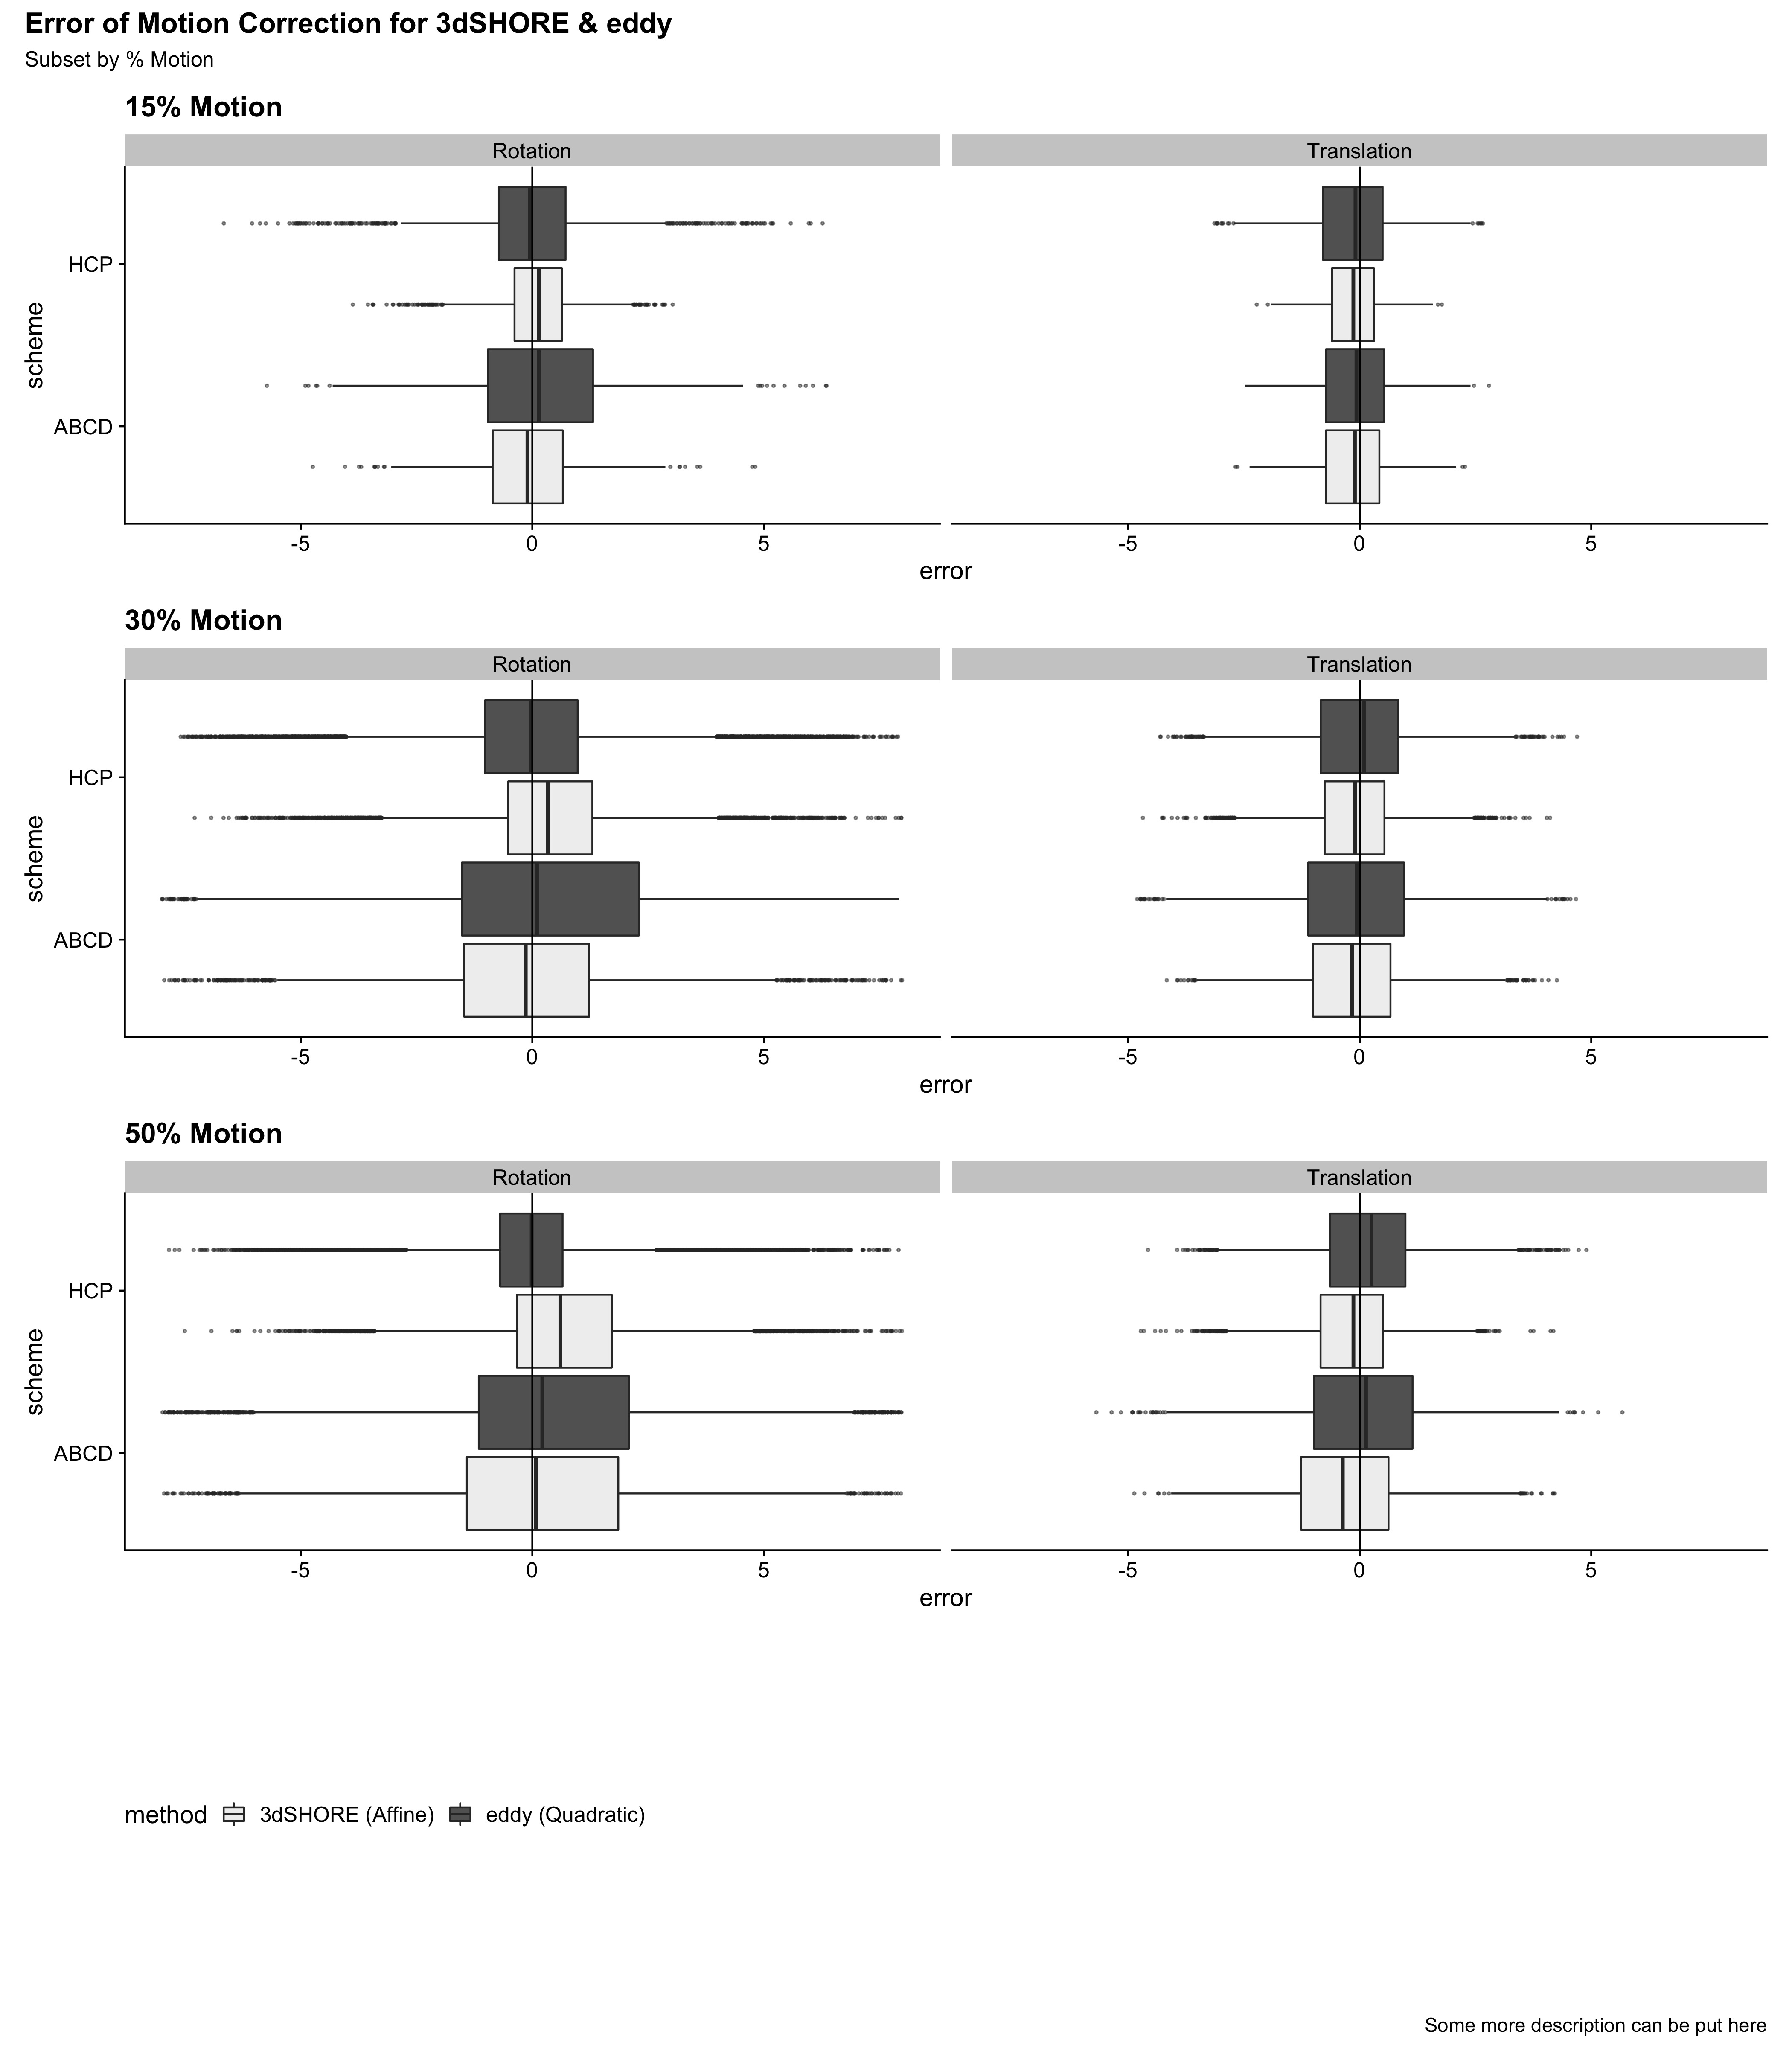 Error of Motion Correction for 3dSHORE & eddy
Subset by % Motion
15% Motion
Rotation Translation
scheme
HCP
ABCD
-5 0 5 -5 0 5
error
30% Motion
Rotation Translation
scheme
HCP
ABCD
-5 0 5 -5 0 5
error
50% Motion
Rotation Translation
scheme
HCP
ABCD
-5 0 5 -5 0 5
error
method 3dSHORE (Affine) eddy (Quadratic)
Some more description can be put here